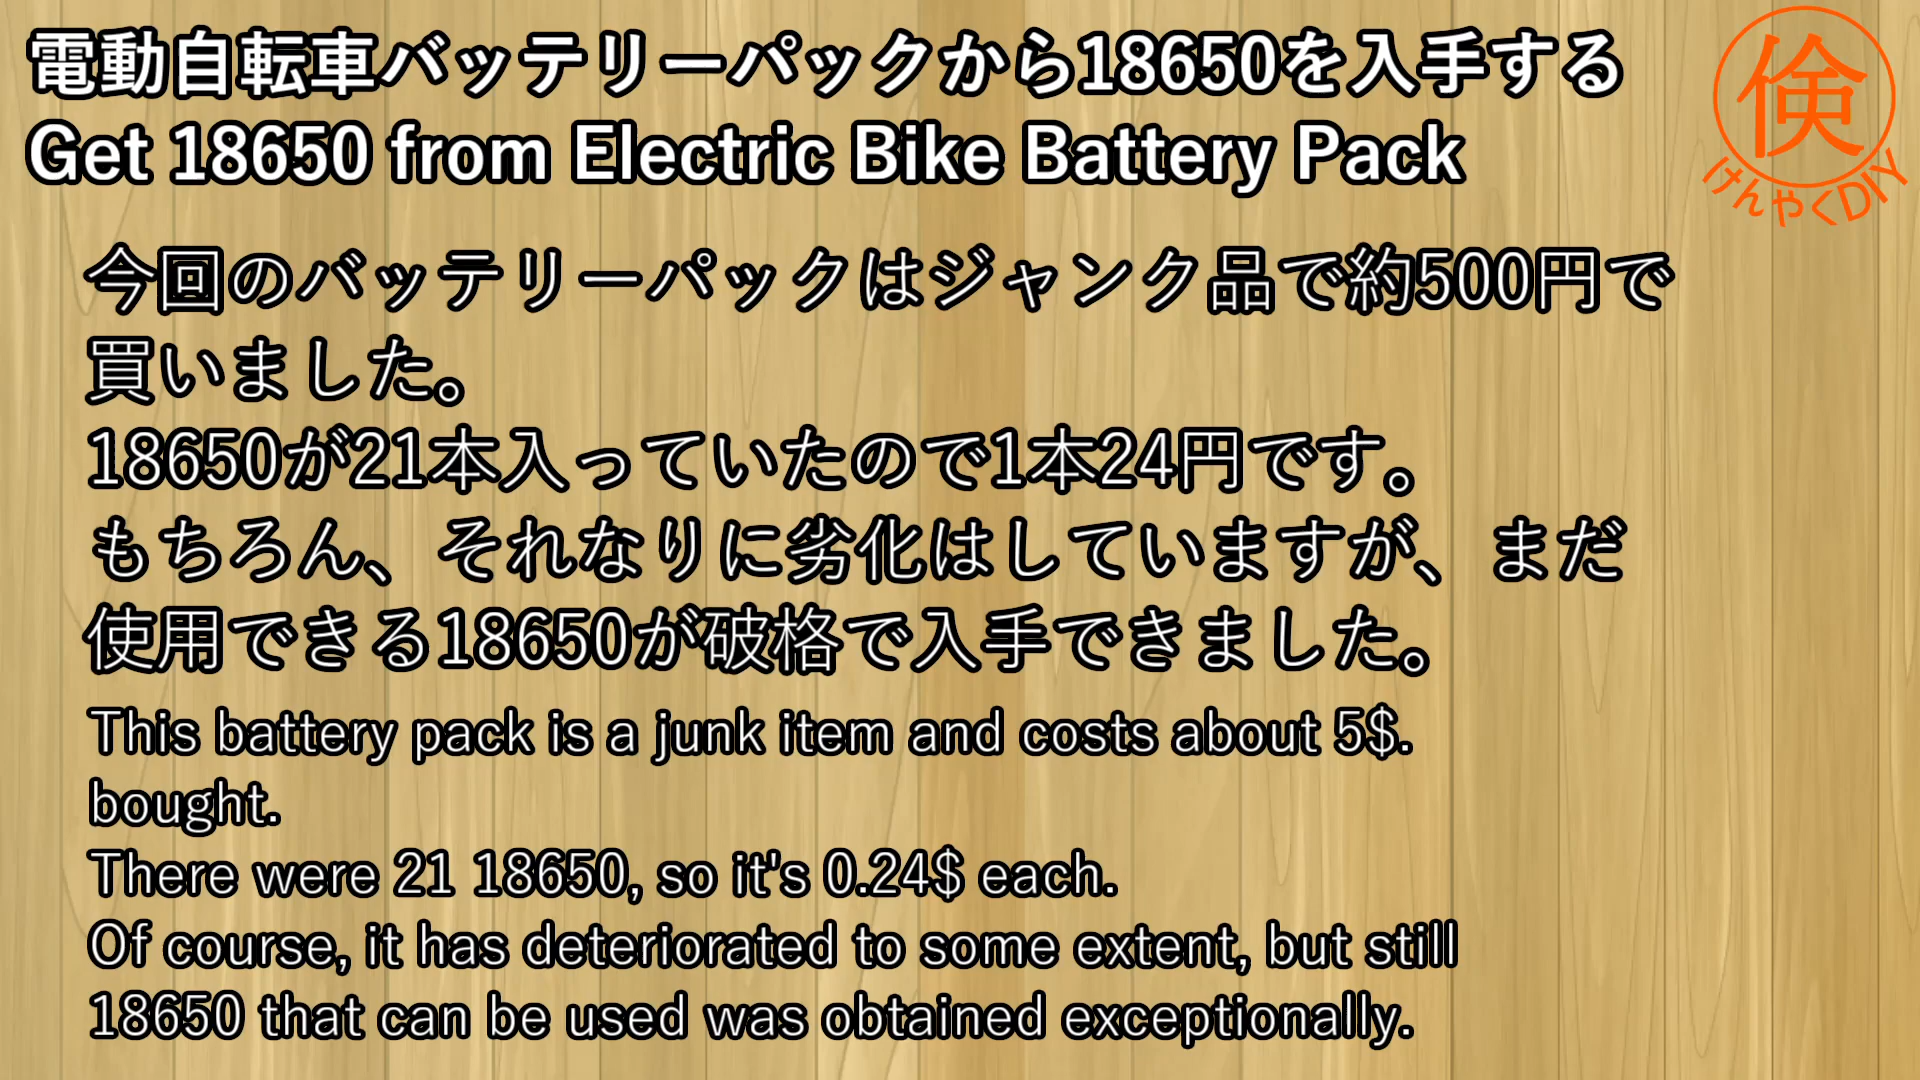 電動自転車バッテリーパックから18650を入手する
Get 18650 from Electric Bike Battery Pack
倹
けんやくDIY
今回のバッテリーパックはジャンク品で約500円で
買いました。
18650が21本入っていたので1本24円です。
もちろん、それなりに劣化はしていますが、まだ
使用できる18650が破格で入手できました。
This battery pack is a junk item and costs about 5$.
bought.
There were 21 18650, so it's 0.24$ each.
Of course, it has deteriorated to some extent, but still
18650 that can be used was obtained exceptionally.